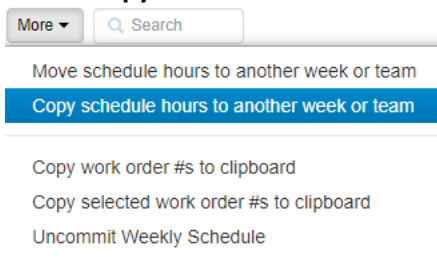 More
Search
Move schedule hours to another week or team
Copy schedule hours to another week or team
Copy work order #s to clipboard
Copy selected work order #s to clipboard
Uncommit Weekly Schedule